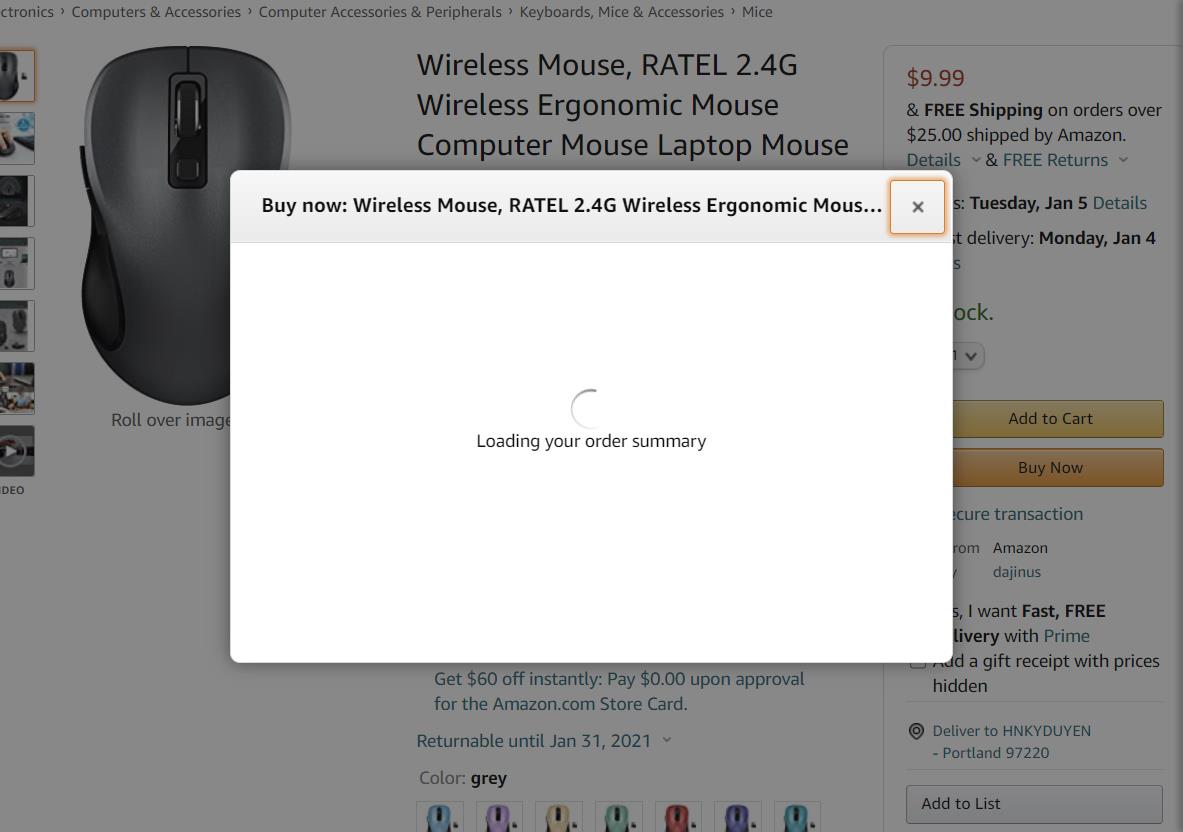 ctronics › Computers & Accessories › Computer Accessories & Peripherals › Keyboards, Mice & Accessories › Mice
Wireless Mouse, RATEL 2.4G
Wireless Ergonomic Mouse
Computer Mouse Laptop Mouse
Roll over image
IDEO
Buy now: Wireless Mouse, RATEL 2.4G Wireless Ergonomic Mous...
×
Loading your order summary
Get $60 off instantly: Pay $0.00 upon approval
for the Amazon.com Store Card.
Returnable until Jan 31, 2021
Color: grey
$9.99
& FREE Shipping on orders over
$25.00 shipped by Amazon.
Details & FREE Returns
s: Tuesday, Jan 5 Details
t delivery: Monday, Jan 4
s
ock.
1
Add to Cart
Buy Now
ecure transaction
rom Amazon
y dajinus
s, I want Fast, FREE
livery with Prime
Add a gift receipt with prices
hidden
Deliver to HNKYDUYEN
- Portland 97220
Add to List